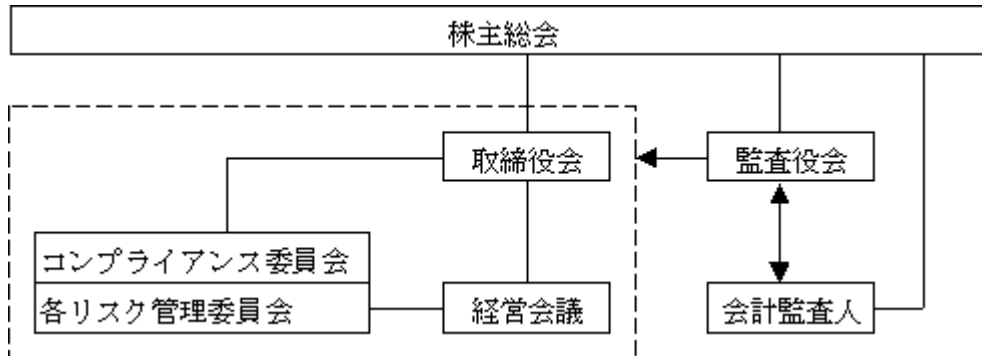 株主総会
取締役会
監査役会
コンプライアンス委員会
各リスク管理委員会
経営会議
会計監査人